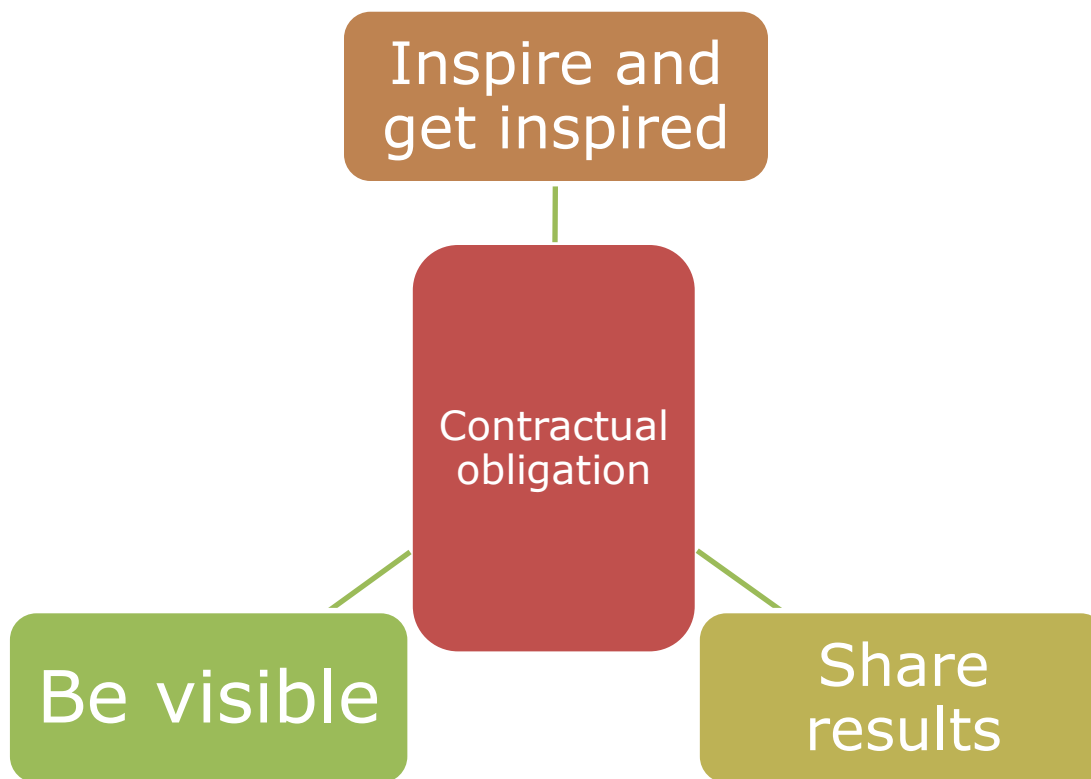 Inspire and
get inspired
Contractual
obligation
Be visible
Share
results